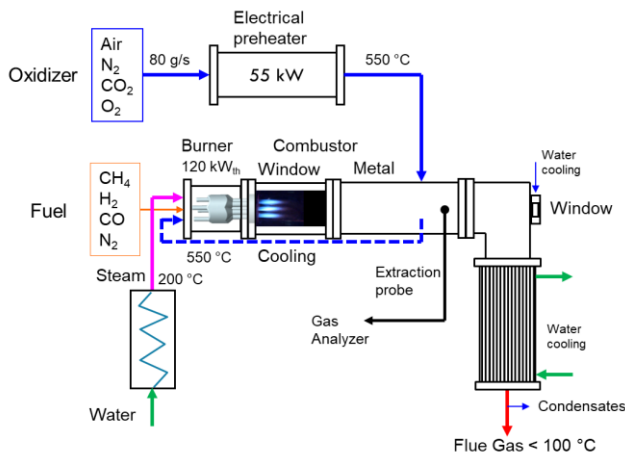 Electrical
preheater
Oxidizer
Air
N₂
CO₂
O₂
80 g/s
55 kW
550 °C
Burner
120 kWₜₕ
Combustor
Window
Metal
Water
cooling
Window
Fuel
CH₄
H₂
CO
N₂
550 °C
Cooling
Steam
200 °C
Extraction
probe
Gas
Analyzer
Water
cooling
Water
Condensates
Flue Gas < 100 °C